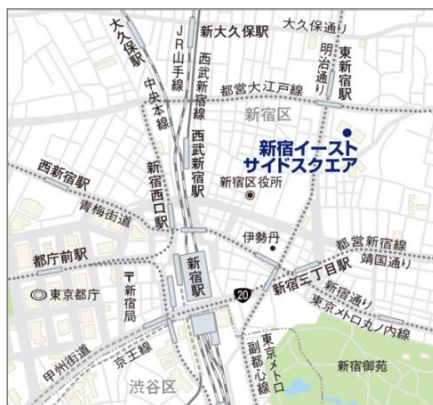 大久保通り
新大久保駅
大久保駅
JR山手線
西武新宿線
中央本線
明治通り
東新宿駅
都営大江戸線
新宿区
新宿イースト
サイドスクエア
西武新宿駅
新宿区役所
西新宿駅
新宿西口駅
青梅街道
伊勢丹
都営新宿線
靖国通り
都庁前駅
新宿駅
新宿三丁目駅
〒新宿局
東京都庁
20
新宿通り
東京メトロ丸ノ内線
甲州街道
京王線
東京メトロ
副都心線
新宿御苑
渋谷区